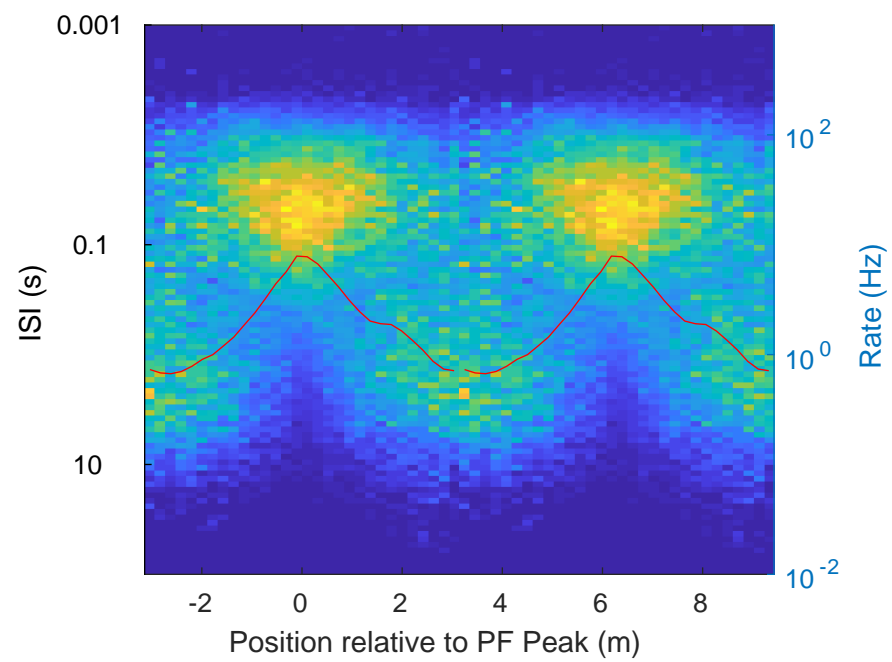 0.001
0.1
10
ISI (s)
10^2
10^0
10^-2
Rate (Hz)
-2 0 2 4 6 8
Position relative to PF Peak (m)